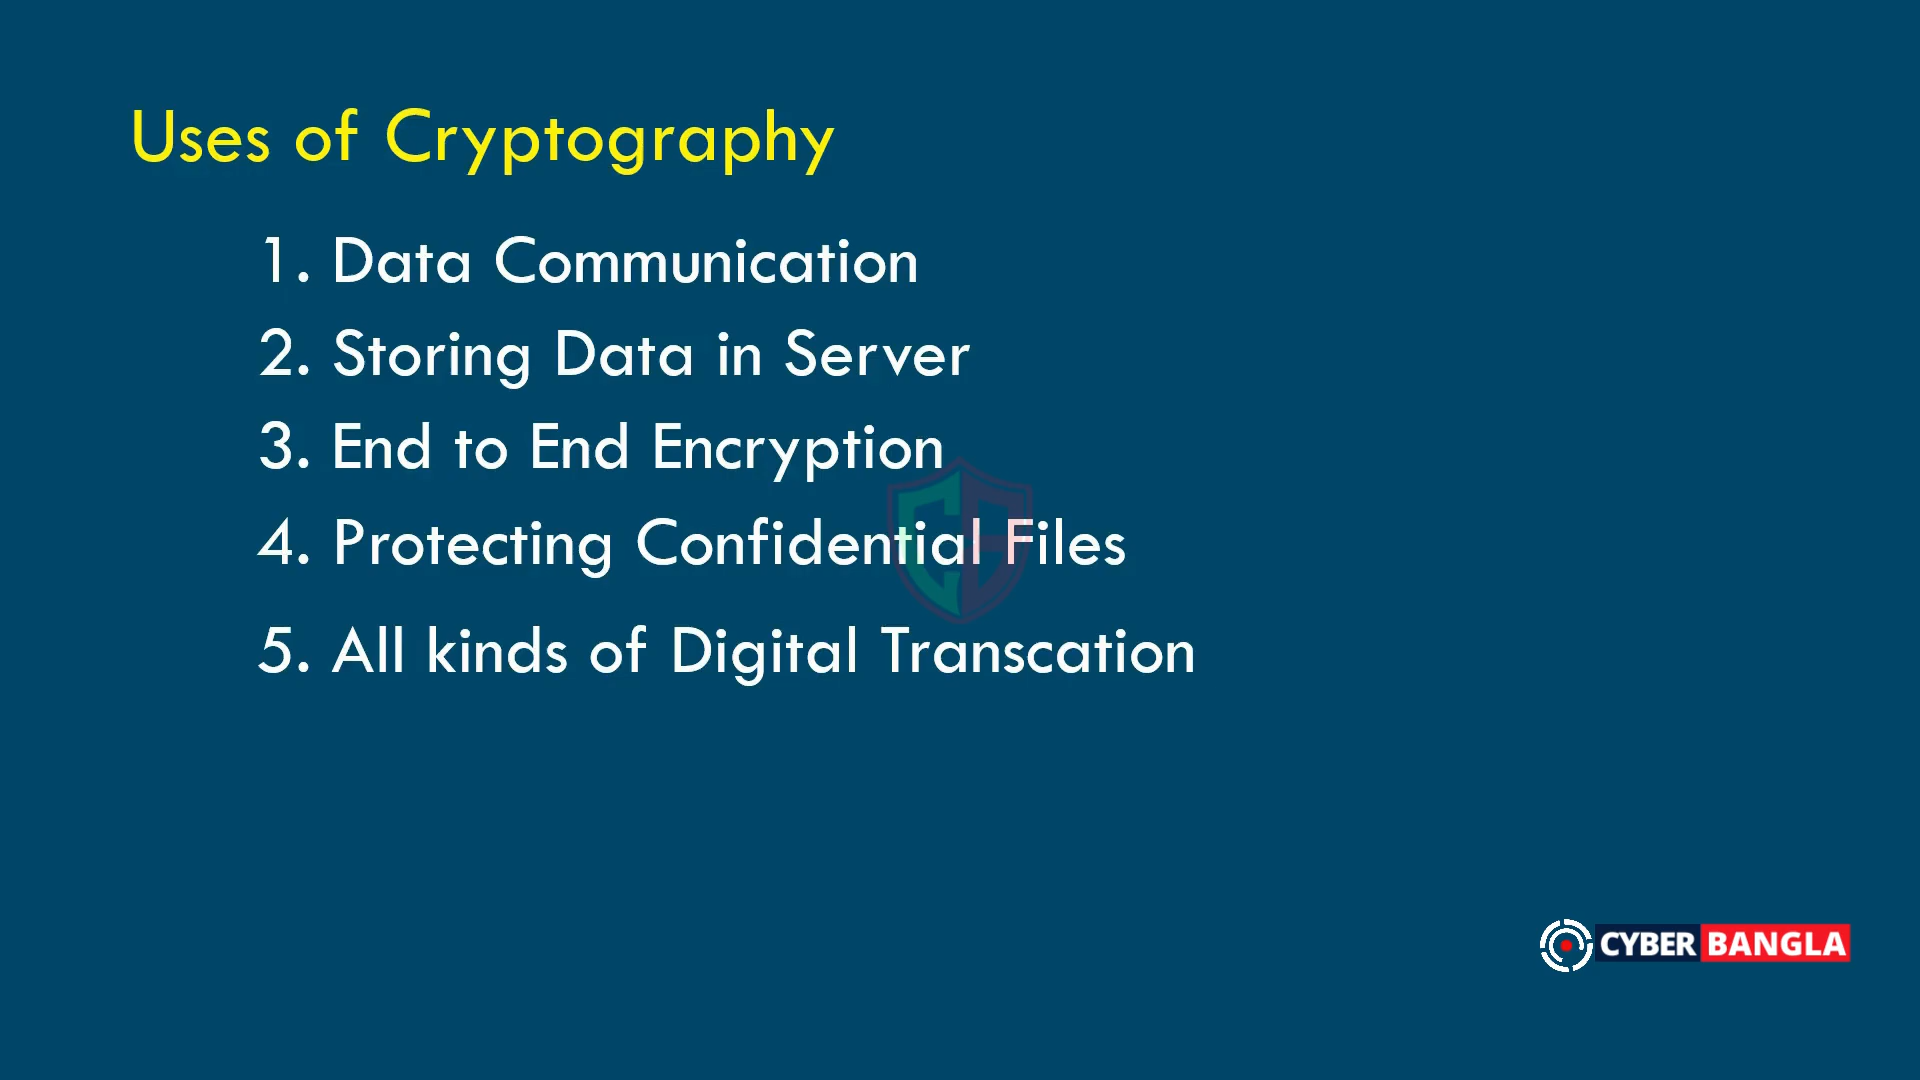 Uses of Cryptography
1. Data Communication
2. Storing Data in Server
3. End to End Encryption
4. Protecting Confidential Files
5. All kinds of Digital Transcation
CYBER BANGLA